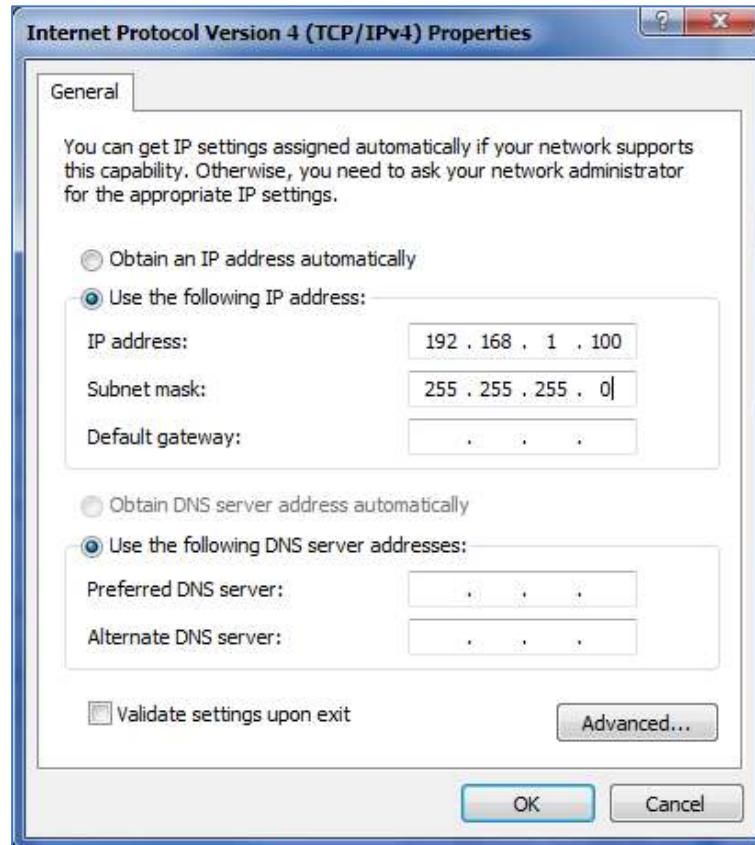 Internet Protocol Version 4 (TCP/IPv4) Properties
General
You can get IP settings assigned automatically if your network supports
this capability. Otherwise, you need to ask your network administrator
for the appropriate IP settings.
Obtain an IP address automatically
Use the following IP address:
IP address: 192 . 168 . 1 . 100
Subnet mask: 255 . 255 . 255 . 0
Default gateway: . . .
Obtain DNS server address automatically
Use the following DNS server addresses:
Preferred DNS server: . . .
Alternate DNS server: . . .
Validate settings upon exit
Advanced...
OK Cancel